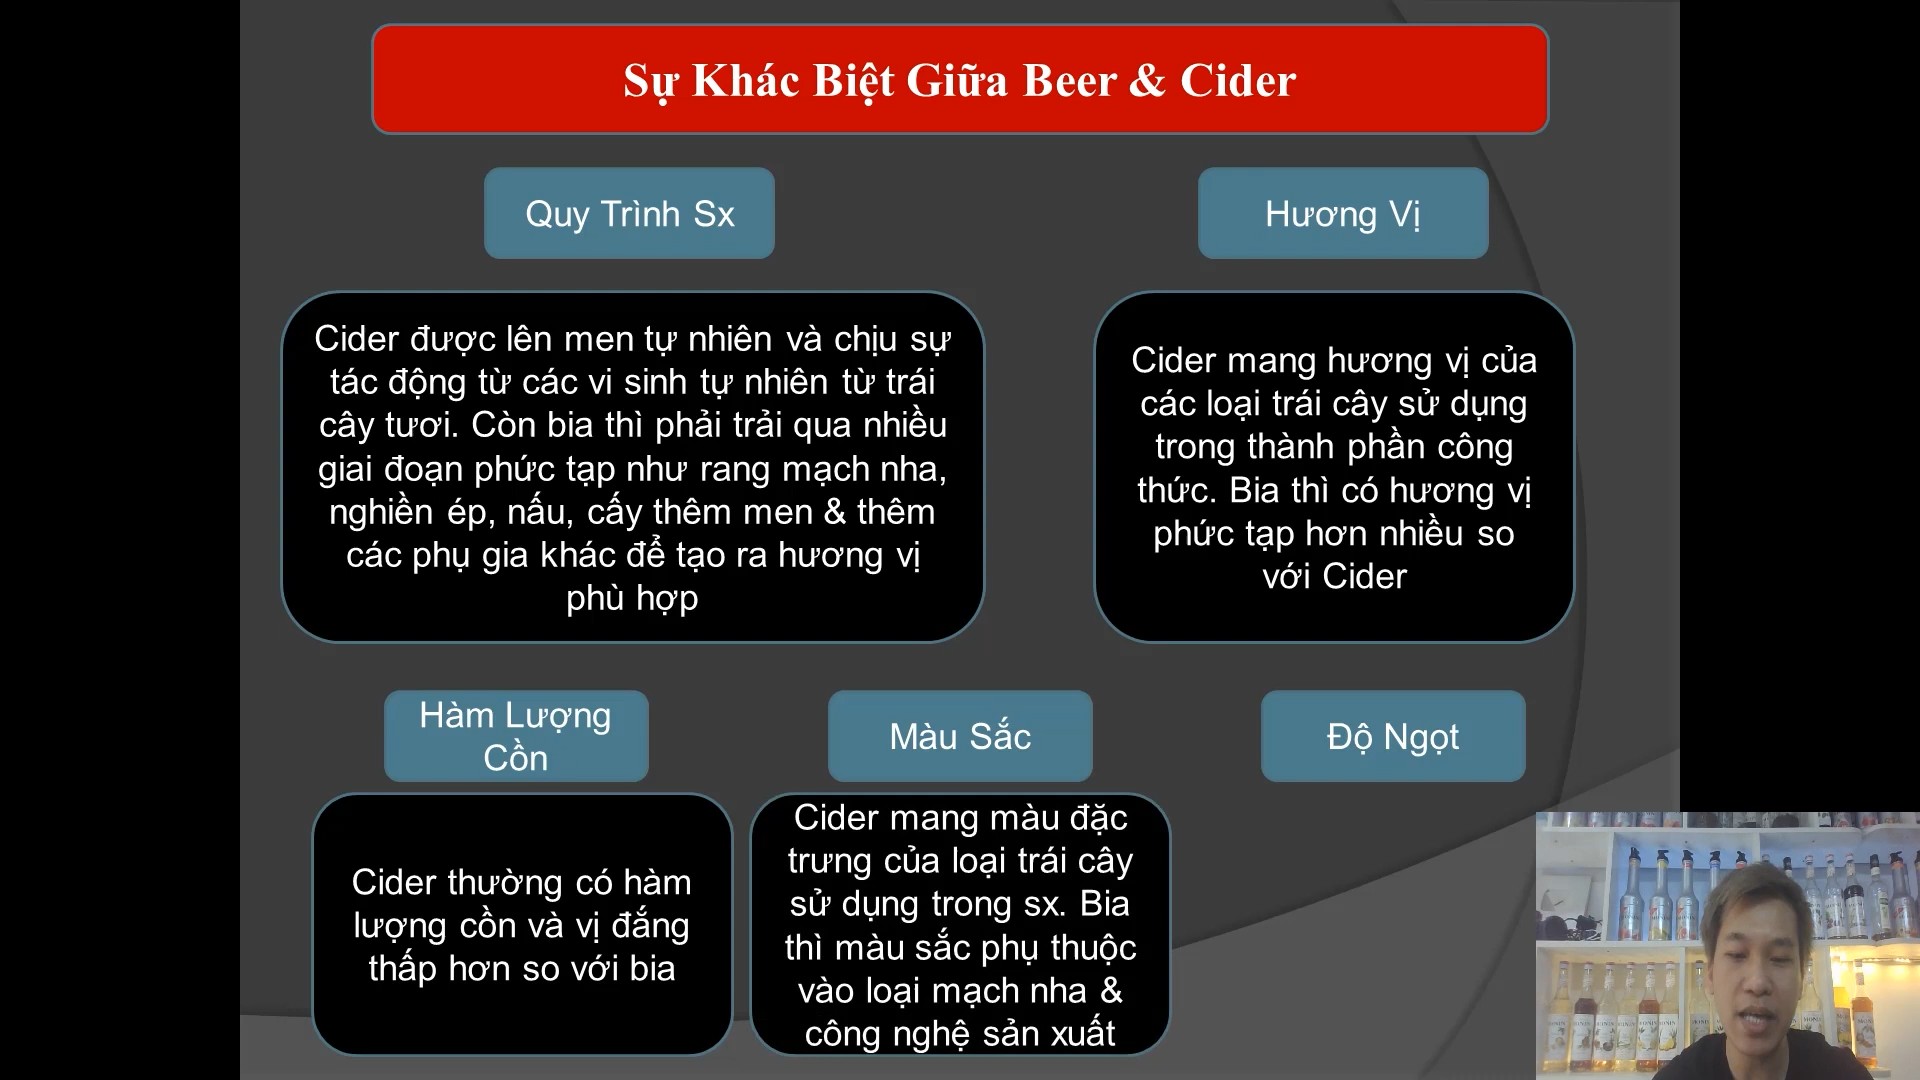 Sự Khác Biệt Giữa Beer & Cider
Quy Trình Sx
Hương Vị
Cider được lên men tự nhiên và chịu sự
tác động từ các vi sinh tự nhiên từ trái
cây tươi. Còn bia thì phải trải qua nhiều
giai đoạn phức tạp như rang mạch nha,
nghiền ép, nấu, cấy thêm men & thêm
các phụ gia khác để tạo ra hương vị
phù hợp
Cider mang hương vị của
các loại trái cây sử dụng
trong thành phần công
thức. Bia thì có hương vị
phức tạp hơn nhiều so
với Cider
Hàm Lượng
Cồn
Màu Sắc
Độ Ngọt
Cider thường có hàm
lượng cồn và vị đắng
thấp hơn so với bia
Cider mang màu đặc
trưng của loại trái cây
sử dụng trong sx. Bia
thì màu sắc phụ thuộc
vào loại mạch nha &
công nghệ sản xuất